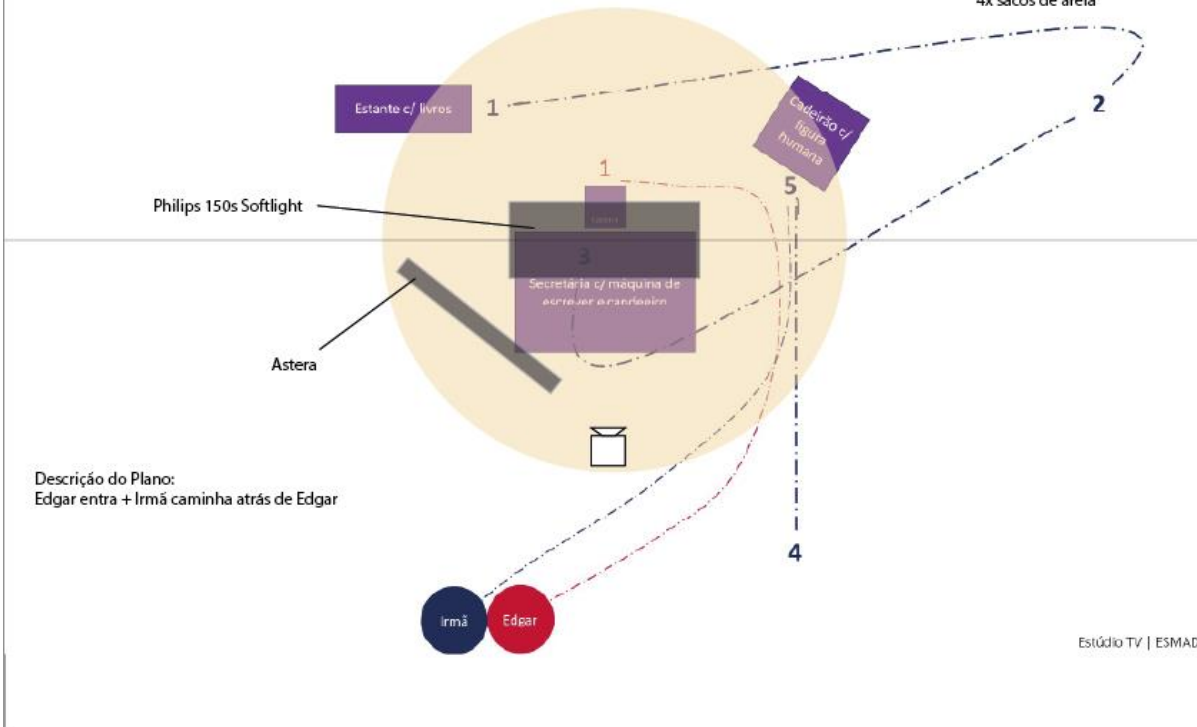 4x sacos de areia
Estante c/ livros
1
Cadeirão c/
figura
humana
2
1
5
Philips 150s Softlight
3
Secretária c/ máquina de
escrever e candeeiro
Astera
Descrição do Plano:
Edgar entra + Irmã caminha atrás de Edgar
4
Irmã
Edgar
Estúdio TV | ESMAD